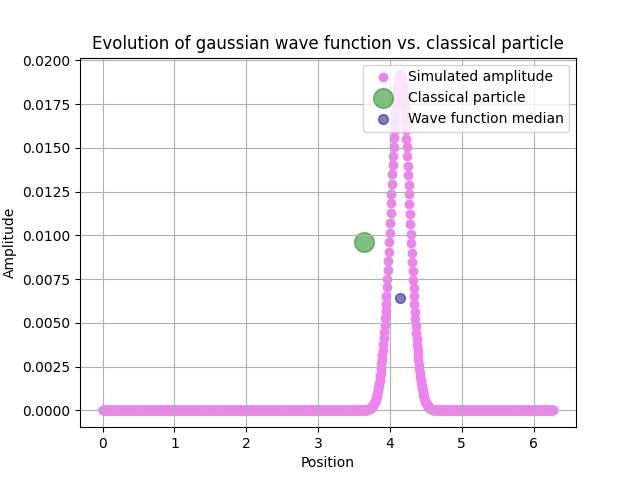 Evolution of gaussian wave function vs. classical particle
Simulated amplitude
Classical particle
Wave function median
0.0200
0.0175
0.0150
0.0125
0.0100
0.0075
0.0050
0.0025
0.0000
Amplitude
0 1 2 3 4 5 6
Position